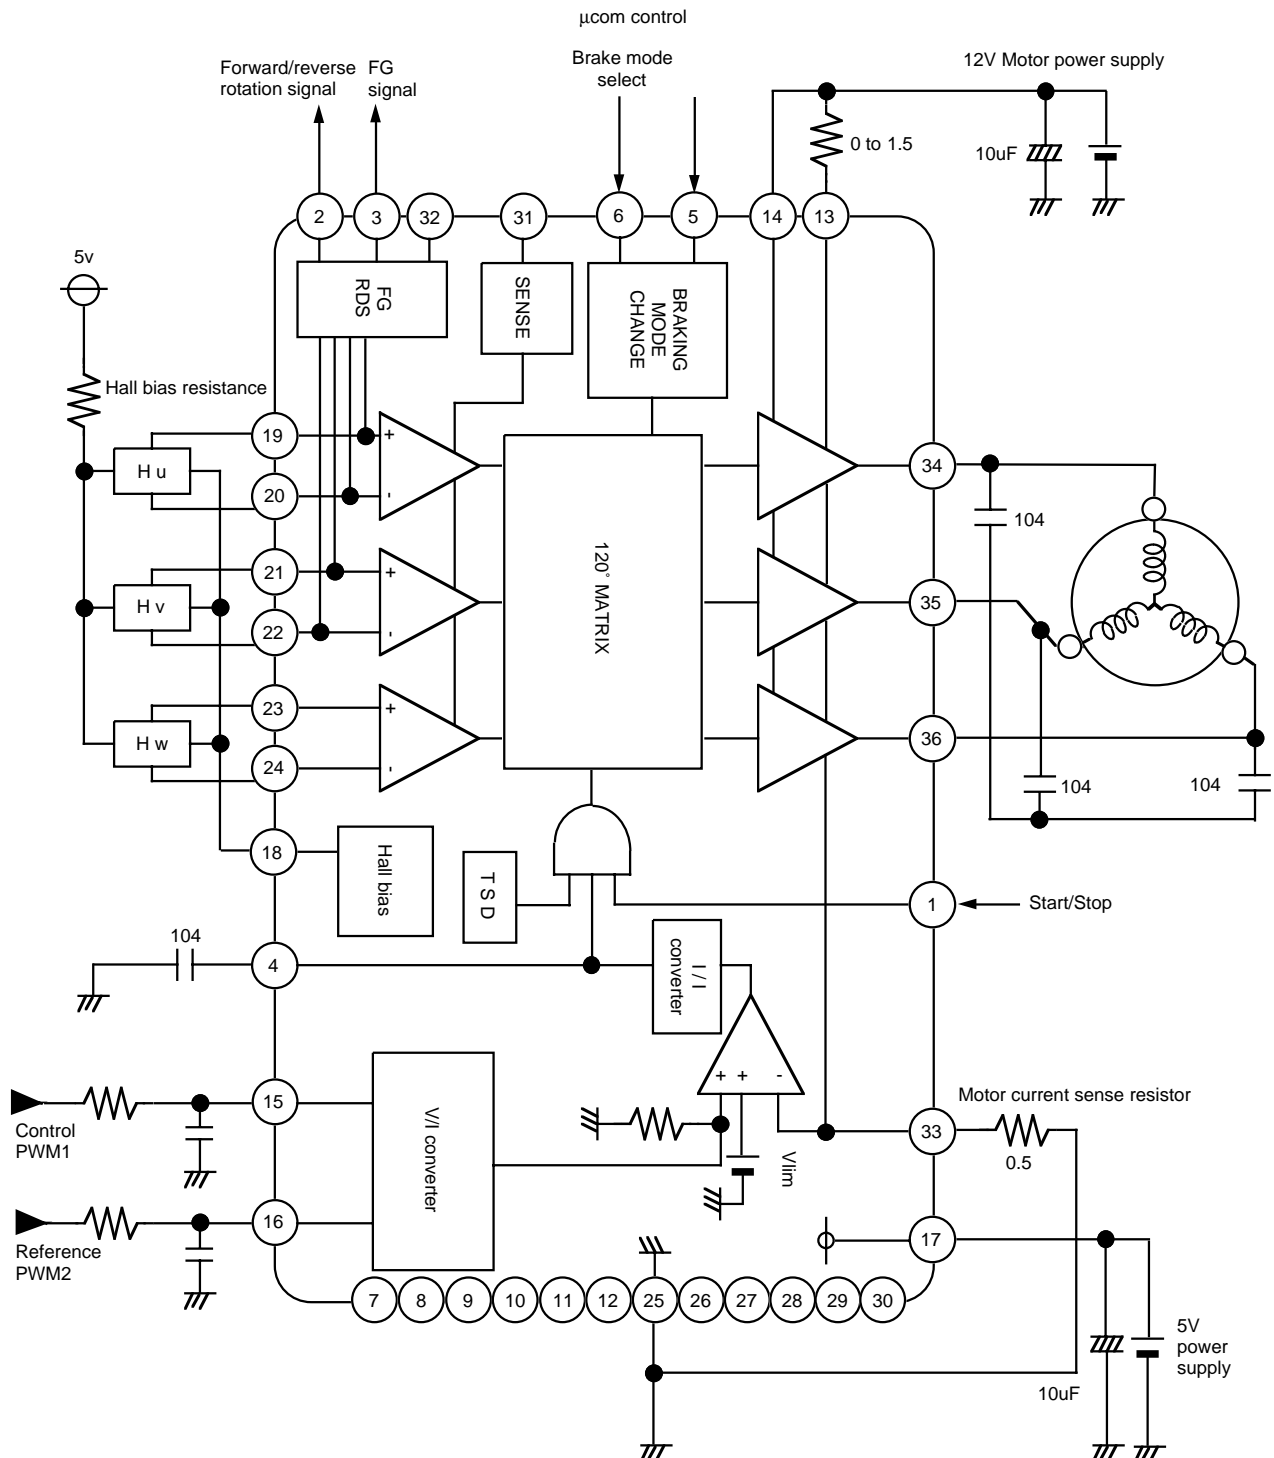 μcom control
Forward/reverse
rotation signal
FG
signal
Brake mode
select
12V Motor power supply
0 to 1.5
10uF
2
3
32
31
6
5
14
13
5v
FG
RDS
SENSE
BRAKING
MODE
CHANGE
Hall bias resistance
19
+
H u
20
-
34
104
21
+
H v
22
-
120° MATRIX
35
23
+
H w
24
-
36
104
104
18
Hall bias
T S D
1
Start/Stop
104
4
I / I
converter
+ + -
Motor current sense resistor
15
Control
PWM1
V/I converter
Vlim
33
0.5
16
Reference
PWM2
17
7
8
9
10
11
12
25
26
27
28
29
30
5V
power
supply
10uF